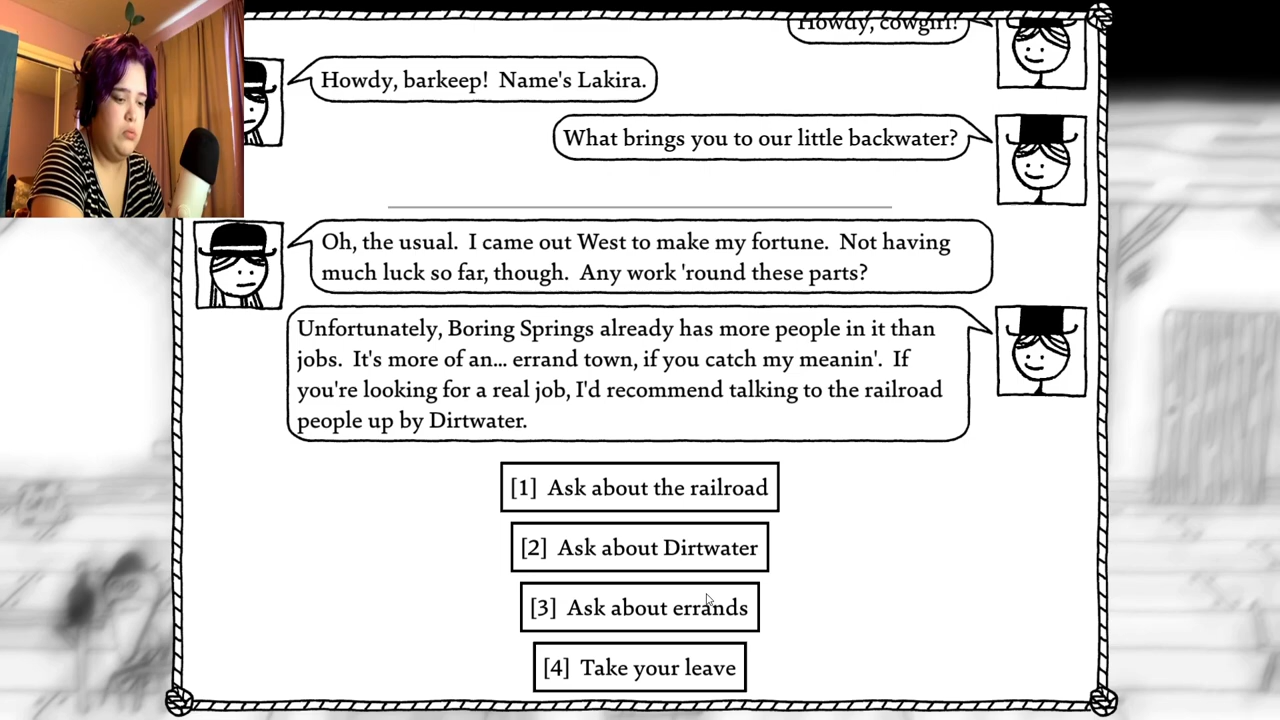 Howdy, cowgirl!
Howdy, barkeep!  Name's Lakira.
What brings you to our little backwater?
Oh, the usual.  I came out West to make my fortune.  Not having
much luck so far, though.  Any work 'round these parts?
Unfortunately, Boring Springs already has more people in it than
jobs.  It's more of an... errand town, if you catch my meanin'.  If
you're looking for a real job, I'd recommend talking to the railroad
people up by Dirtwater.
[1]  Ask about the railroad
[2]  Ask about Dirtwater
[3]  Ask about errands
[4]  Take your leave